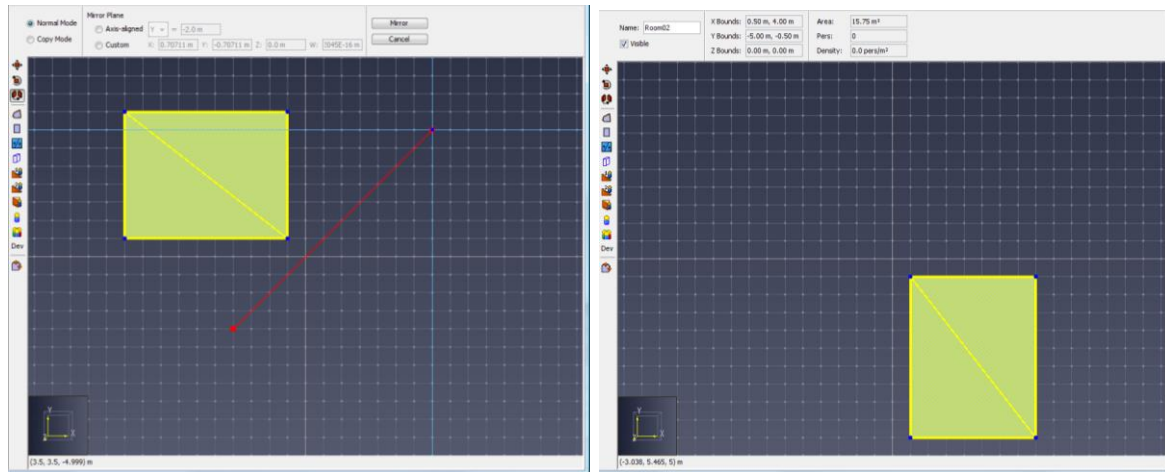 Normal Mode
Copy Mode
Mirror Plane
Axis-aligned Y = -2.0 m
Custom X: 0.70711 m Y: -0.70711 m Z: 0.0 m W:
Mirror
Cancel
Dev
Y
X
(3.5, 3.5, -4.999) m
Name: Room02
Visible
X Bounds: 0.50 m, 4.00 m
Y Bounds: -5.00 m, -0.50 m
Z Bounds: 0.00 m, 0.00 m
Area: 15.75 m²
Pers: 0
Density: 0.0 pers/m²
Dev
Y
X
(-3.038, 5.465, 5) m